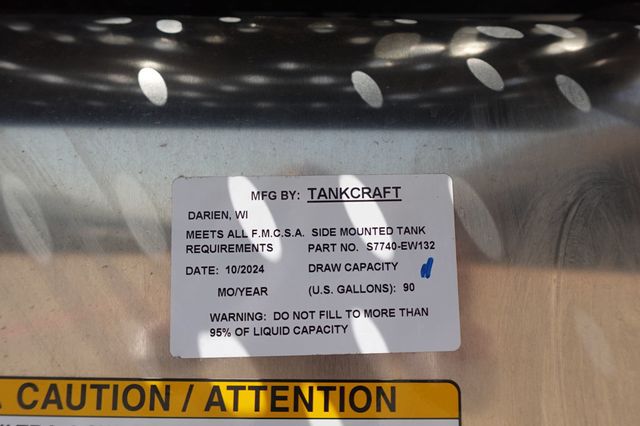 MFG BY: TANKCRAFT
DARIEN, WI
MEETS ALL F.M.C.S.A. SIDE MOUNTED TANK
REQUIREMENTS PART NO. S7740-EW132
DATE: 10/2024 DRAW CAPACITY
MO/YEAR (U.S. GALLONS): 90
WARNING: DO NOT FILL TO MORE THAN
95% OF LIQUID CAPACITY
CAUTION / ATTENTION